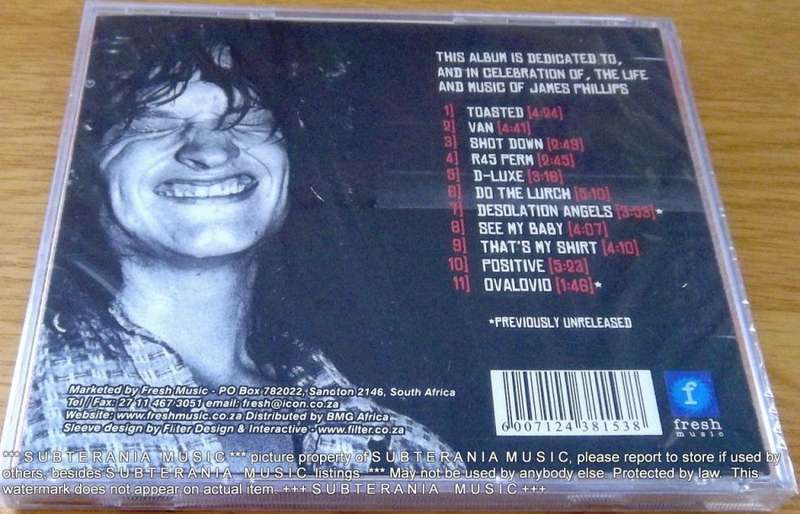 THIS ALBUM IS DEDICATED TO,
AND IN CELEBRATION OF, THE LIFE
AND MUSIC OF JAMES PHILLIPS
1] TOASTED [4:24]
2] VAN [4:41]
3] SHOT DOWN [2:49]
4] R45 PERM [2:45]
5] D-LUXE [3:18]
6] DO THE LURCH [5:10]
7] DESOLATION ANGELS [3:53]*
8] SEE MY BABY [4:07]
9] THAT'S MY SHIRT [4:10]
10] POSITIVE [5:23]
11] OVALOVIO [1:46]*
*PREVIOUSLY UNRELEASED
Marketed by Fresh Music - PO Box 782022, Sandton 2146, South Africa
Tel / Fax: 27 11 467 3051 email: fresh@icon.co.za
Website: www.freshmusic.co.za Distributed by BMG Africa
Sleeve design by Filter Design & Interactive - www.filter.co.za
6007124381538
f
fresh
music
*** S U B T E R A N I A M U S I C *** picture property of S U B T E R A N I A M U S I C, please report to store if used by
others, besides S U B T E R A N I A M U S I C listings *** May not be used by anybody else. Protected by law. This
watermark does not appear on actual item. +++ S U B T E R A N I A M U S I C +++